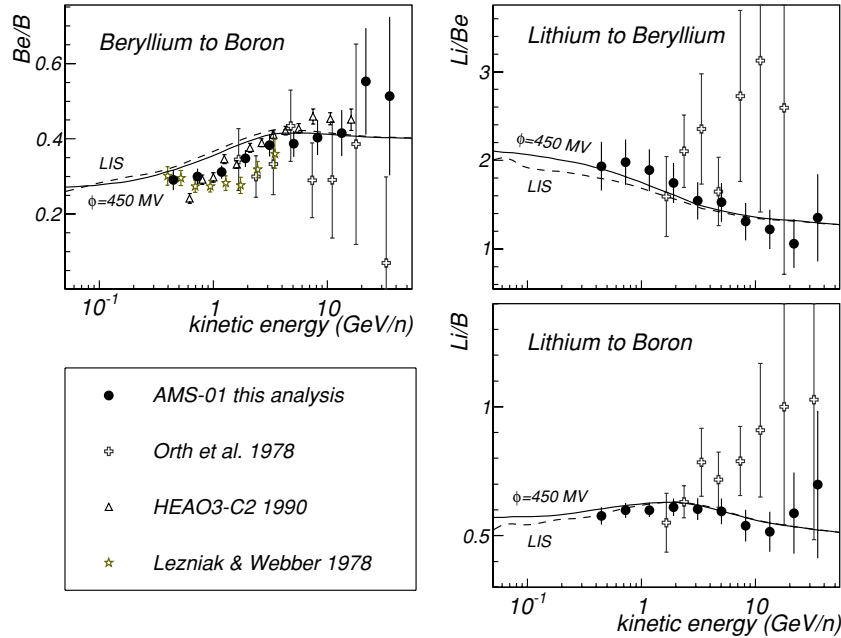 Be/B
Beryllium to Boron
0.6
0.4
0.2
LIS
ϕ=450 MV
10⁻¹ 1 10
kinetic energy (GeV/n)
Li/Be
Lithium to Beryllium
3
2
1
ϕ=450 MV
LIS
AMS-01 this analysis
Orth et al. 1978
HEAO3-C2 1990
Lezniak & Webber 1978
Li/B
Lithium to Boron
1
0.5
ϕ=450 MV
LIS
10⁻¹ 1 10
kinetic energy (GeV/n)